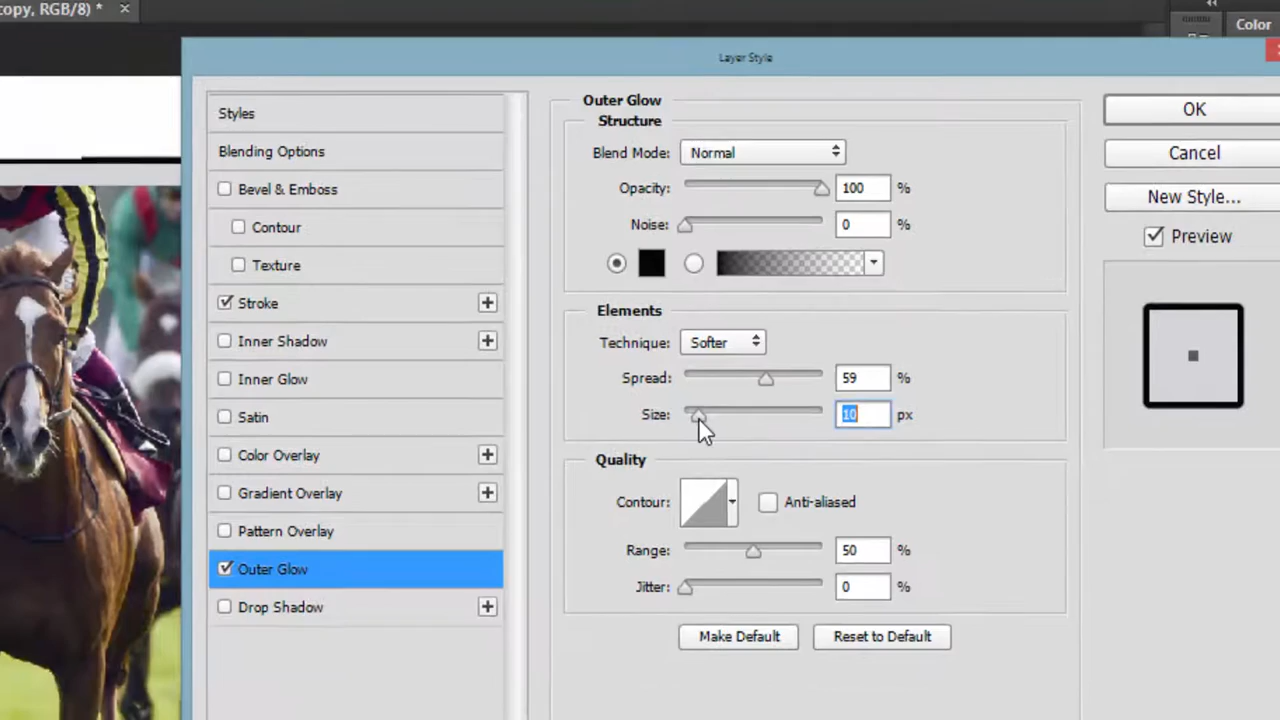 copy, RGB/8) *
Color
Layer Style
Styles
Blending Options
Bevel & Emboss
Contour
Texture
Stroke
Inner Shadow
Inner Glow
Satin
Color Overlay
Gradient Overlay
Pattern Overlay
Outer Glow
Drop Shadow
Outer Glow
Structure
Blend Mode: Normal
Opacity: 100 %
Noise: 0 %
Elements
Technique: Softer
Spread: 59 %
Size: 10 px
Quality
Contour: Anti-aliased
Range: 50 %
Jitter: 0 %
Make Default Reset to Default
OK
Cancel
New Style...
Preview